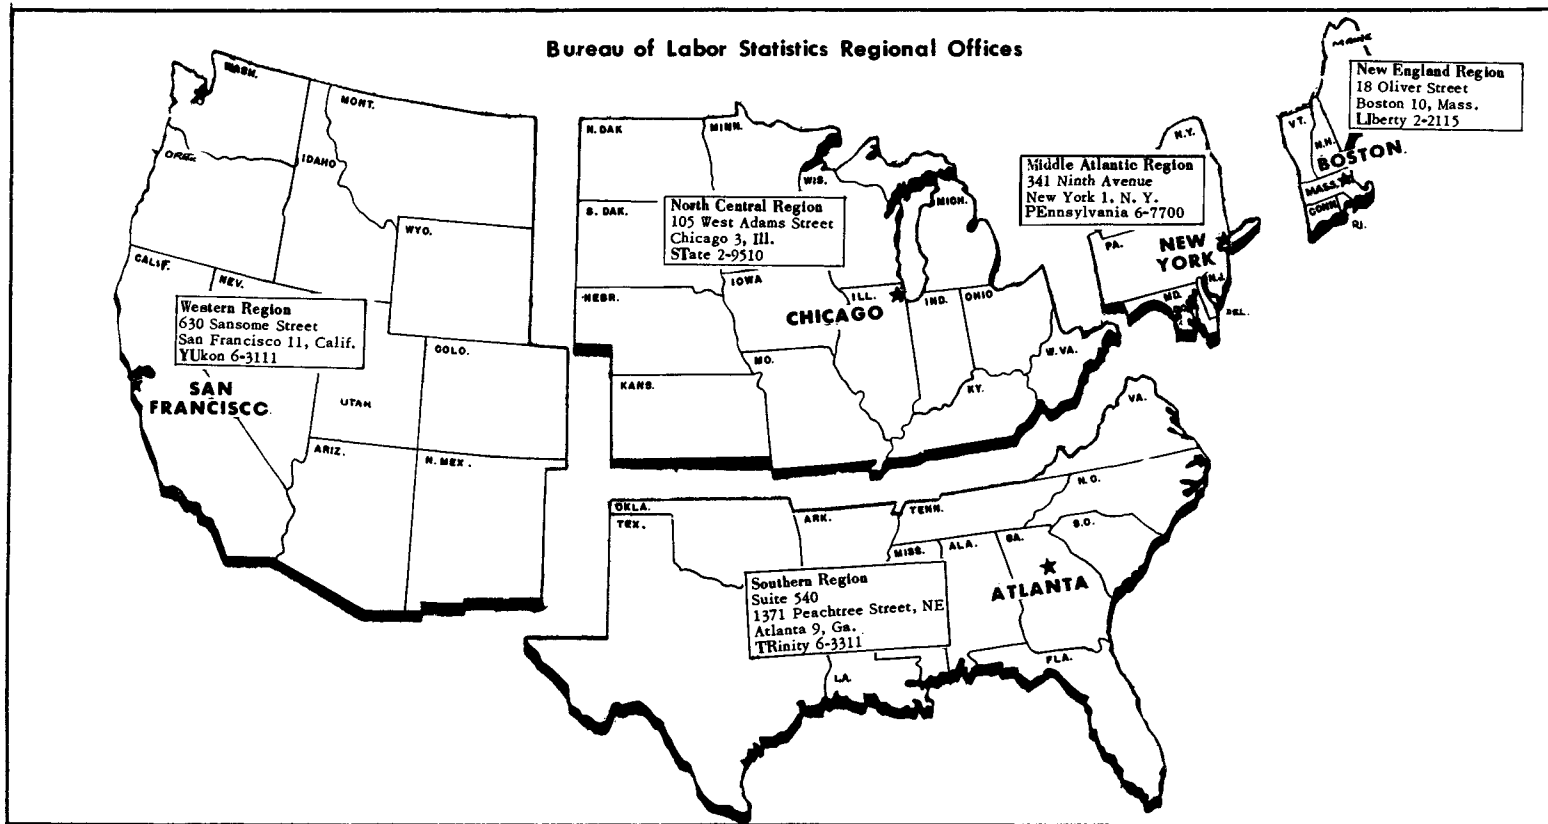 Bureau of Labor Statistics Regional Offices
WASH.
MONT.
OREG.
IDAHO
WYO.
CALIF.
NEV.
Western Region
630 Sansome Street
San Francisco 11, Calif.
YUkon 6-3111
COLO.
SAN
FRANCISCO
UTAH
ARIZ.
N. MEX.
N. DAK
MINN.
WIS.
MICH.
S. DAK.
North Central Region
105 West Adams Street
Chicago 3, Ill.
STate 2-9510
IOWA
NEBR.
ILL.
IND.
OHIO
CHICAGO
MO.
W. VA.
KANS.
KY.
MAINE
New England Region
18 Oliver Street
Boston 10, Mass.
LIberty 2-2115
VT.
N.H.
BOSTON
MASS.
CONN.
R.I.
N.Y.
Middle Atlantic Region
341 Ninth Avenue
New York 1, N. Y.
PEnnsylvania 6-7700
PA.
NEW
YORK
N.J.
MD.
DEL.
VA.
OKLA.
TEX.
ARK.
TENN.
N.C.
S.C.
MISS.
ALA.
GA.
Southern Region
Suite 540
1371 Peachtree Street, NE
Atlanta 9, Ga.
TRinity 6-3311
ATLANTA
LA.
FLA.